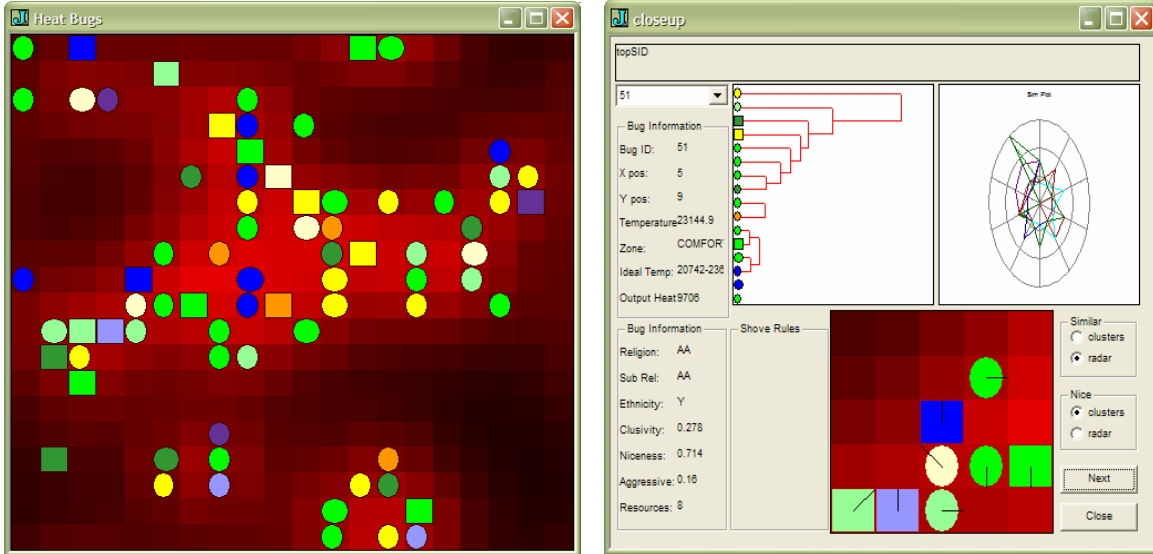 Heat Bugs
closeup
topSID
51
Bug Information
Bug ID: 51
X pos: 5
Y pos: 9
Temperature 23144.9
Zone: COMFOR
Ideal Temp: 20742-236
Output Heat 9706
Sim Plot
Bug Information
Religion: AA
Sub Rel: AA
Ethnicity: Y
Clusivity: 0.278
Niceness: 0.714
Aggressive: 0.16
Resources: 8
Shove Rules
Similar
clusters
radar
Nice
clusters
radar
Next
Close